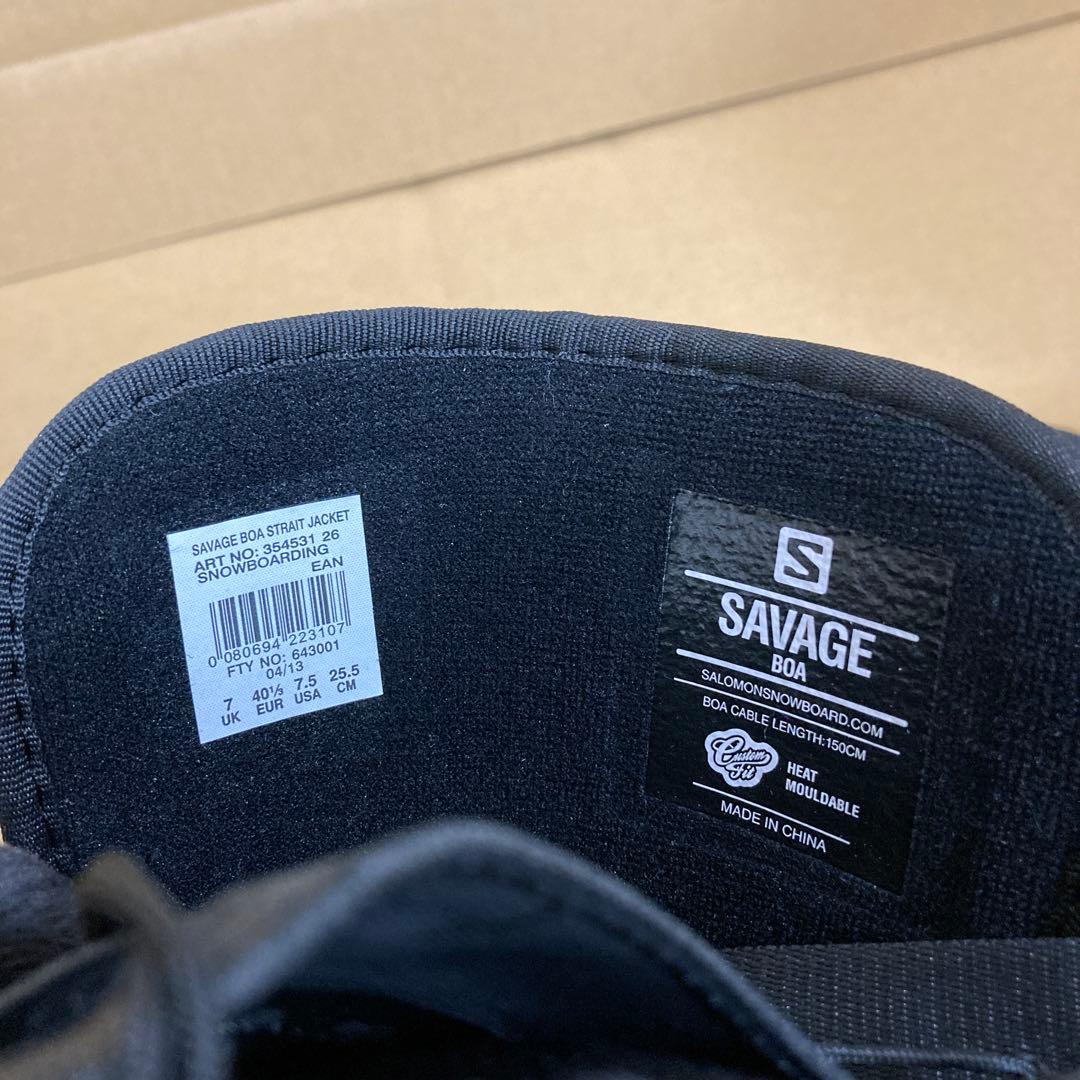 SAVAGE BOA STRAIT JACKET
ART NO: 354531 26
SNOWBOARDING
EAN
0 080694 223107
FTY NO: 643001
04/13
7 40⅓ 7.5 25.5
UK EUR USA CM
S
SAVAGE
BOA
SALOMONSNOWBOARD.COM
BOA CABLE LENGTH:150CM
Custom
Fit
HEAT
MOULDABLE
MADE IN CHINA